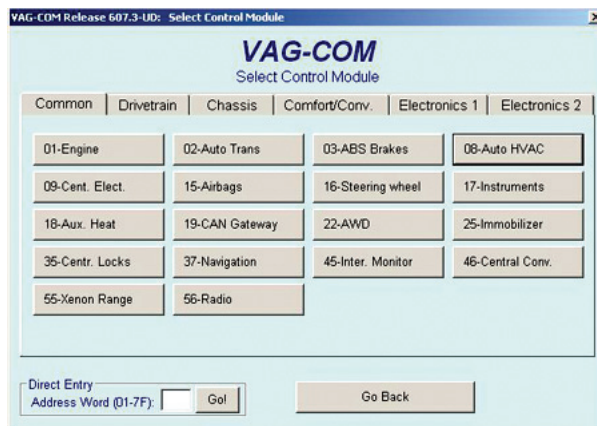 VAG-COM Release 607.3-UD: Select Control Module
VAG-COM
Select Control Module
Common Drivetrain Chassis Comfort/Conv. Electronics 1 Electronics 2
01-Engine 02-Auto Trans 03-ABS Brakes 08-Auto HVAC
09-Cent. Elect. 15-Airbags 16-Steering wheel 17-Instruments
18-Aux. Heat 19-CAN Gateway 22-AWD 25-Immobilizer
35-Centr. Locks 37-Navigation 45-Inter. Monitor 46-Central Conv.
55-Xenon Range 56-Radio
Direct Entry
Address Word (01-7F): Go! Go Back